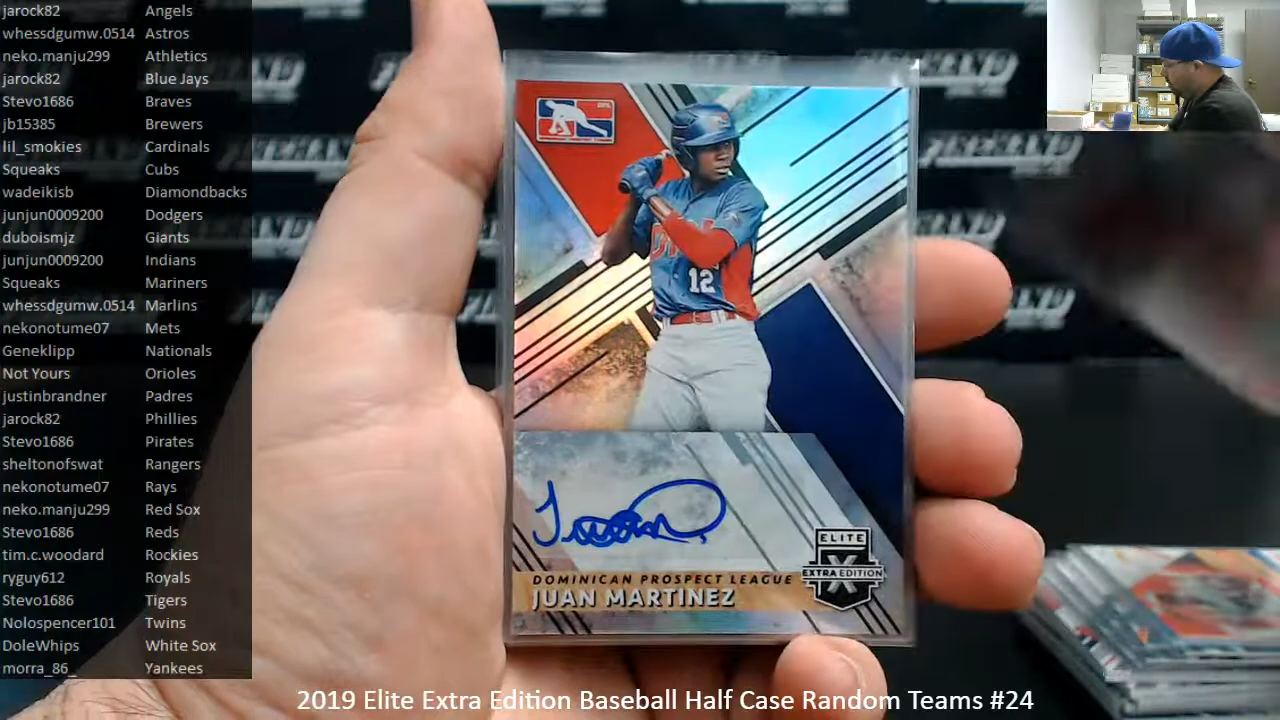 jarock82 Angels
whessdgumw.0514 Astros
neko.manju299 Athletics
jarock82 Blue Jays
Stevo1686 Braves
jb15385 Brewers
lil_smokies Cardinals
Squeaks Cubs
wadeikisb Diamondbacks
junjun0009200 Dodgers
duboismjz Giants
junjun0009200 Indians
Squeaks Mariners
whessdgumw.0514 Marlins
nekonotume07 Mets
Geneklipp Nationals
Not Yours Orioles
justinbrandner Padres
jarock82 Phillies
Stevo1686 Pirates
sheltonofswat Rangers
nekonotume07 Rays
neko.manju299 Red Sox
Stevo1686 Reds
tim.c.woodard Rockies
ryguy612 Royals
Stevo1686 Tigers
Nolospencer101 Twins
DoleWhips White Sox
morra_86_ Yankees
DPL
12
ELITE
X
EXTRA EDITION
DOMINICAN PROSPECT LEAGUE
JUAN MARTINEZ
2019 Elite Extra Edition Baseball Half Case Random Teams #24